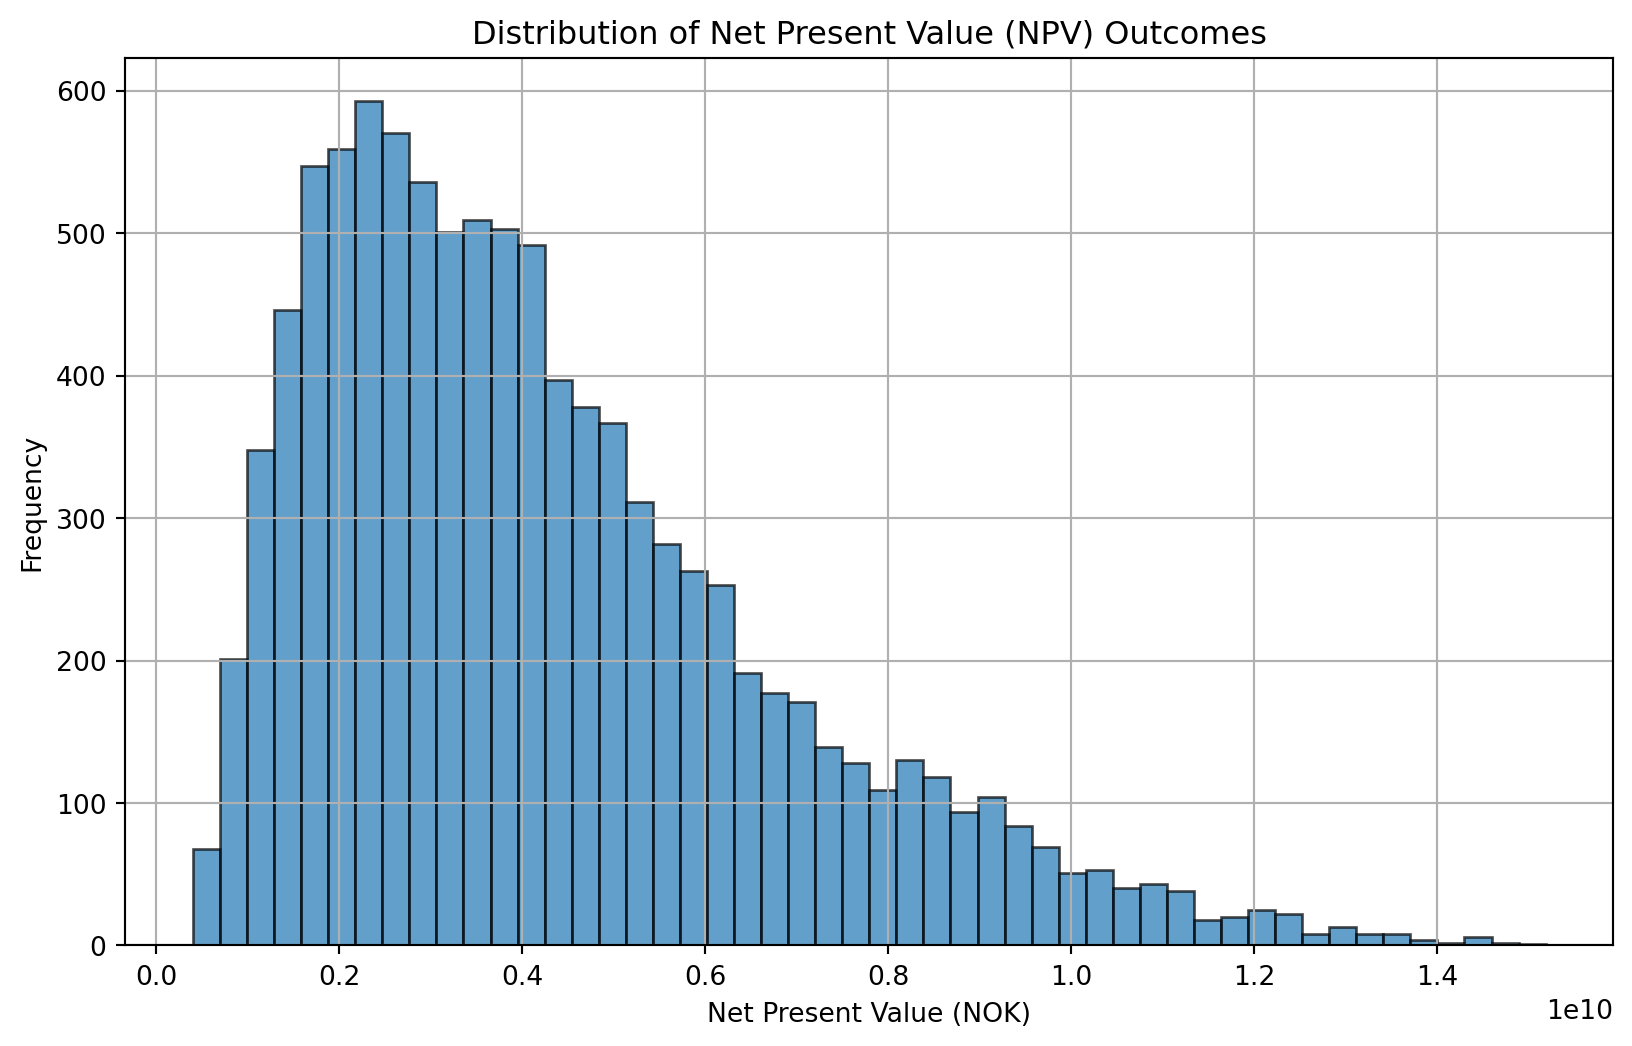 Distribution of Net Present Value (NPV) Outcomes
600
500
400
300
200
100
0
Frequency
0.0 0.2 0.4 0.6 0.8 1.0 1.2 1.4
1e10
Net Present Value (NOK)